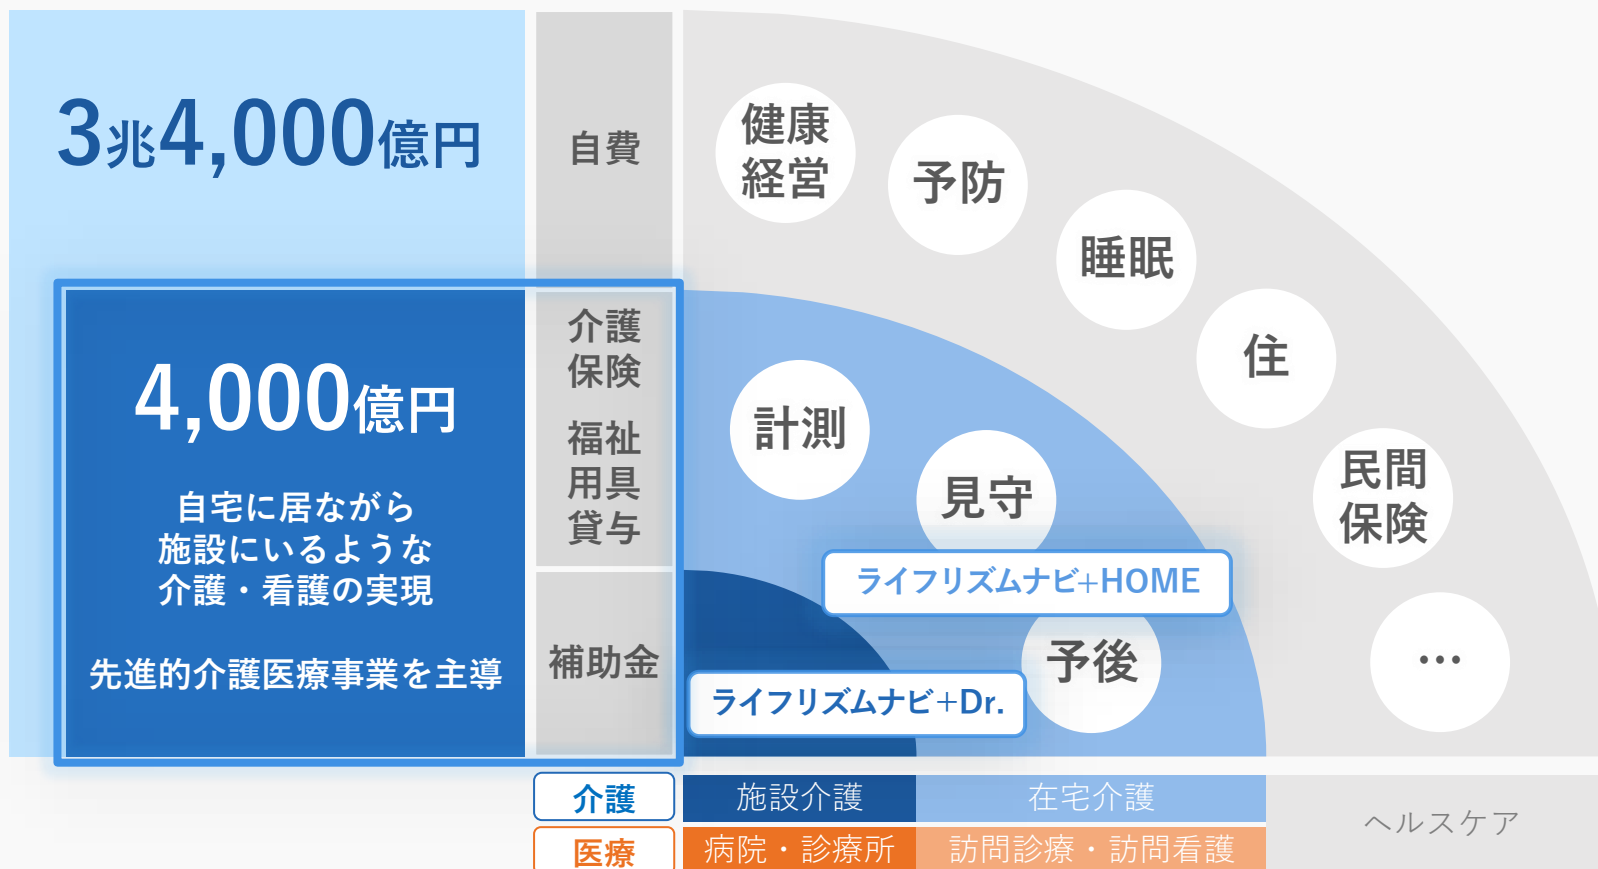 3兆4,000億円
自費
健康
経営
予防
睡眠
住
民間
保険
…
4,000億円
自宅に居ながら
施設にいるような
介護・看護の実現
先進的介護医療事業を主導
介護
保険
福祉
用具
貸与
補助金
計測
見守
ライフリズムナビ+HOME
予後
ライフリズムナビ+Dr.
介護
施設介護
在宅介護
ヘルスケア
医療
病院・診療所
訪問診療・訪問看護